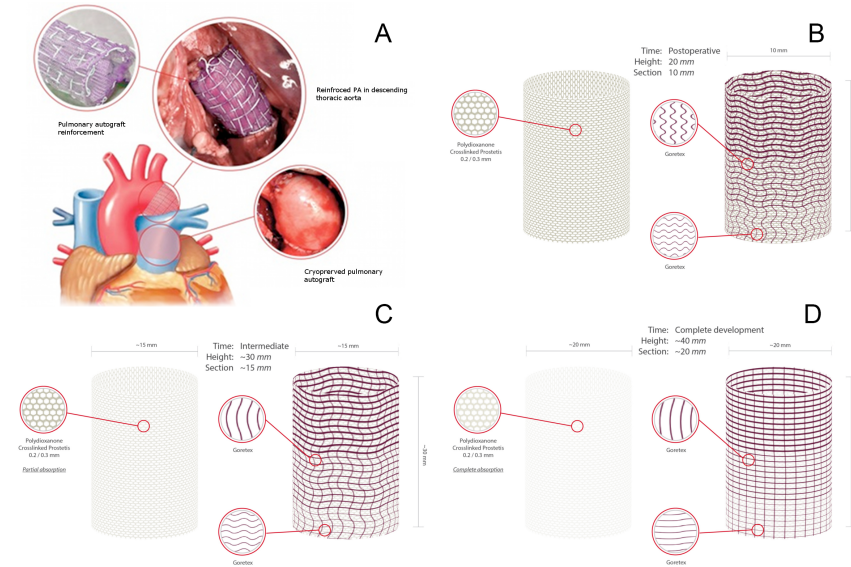 A
Pulmonary autograft
reinforcement
Reinfroced PA in descending
thoracic aorta
Cryoprerved pulmonary
autograft
B
Time: Postoperative
Height: 20 mm
Section 10 mm
10 mm
Polydioxanone
Crosslinked Prostetis
0.2 / 0.3 mm
Goretex
Goretex
C
Time: Intermediate
Height: ~30 mm
Section ~15 mm
~15 mm
~15 mm
~30 mm
Polydioxanone
Crosslinked Prostetis
0.2 / 0.3 mm
Partial absorption
Goretex
Goretex
D
Time: Complete development
Height: ~40 mm
Section: ~20 mm
~20 mm
~20 mm
Polydioxanone
Crosslinked Prostetis
0.2 / 0.3 mm
Complete absorption
Goretex
Goretex